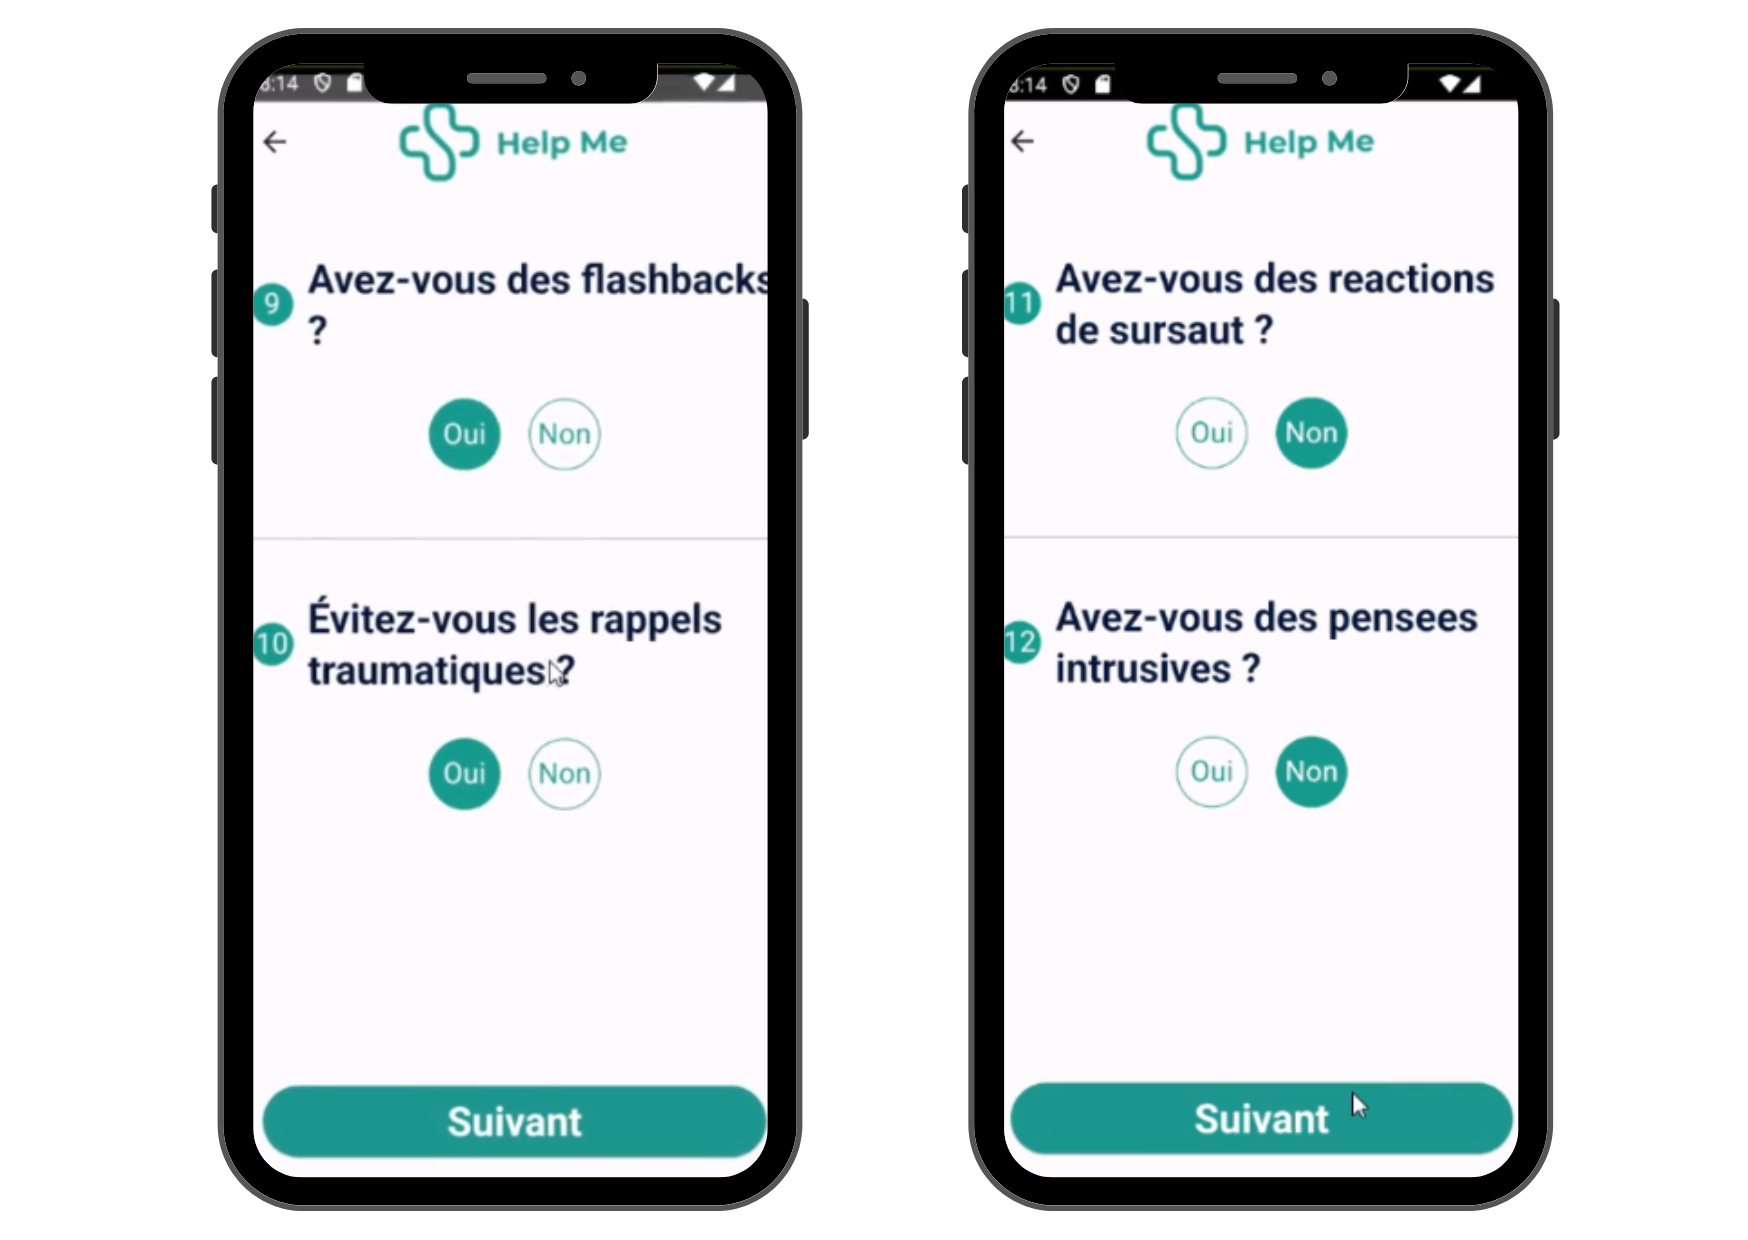 :14
Help Me
9
Avez-vous des flashbacks
?
Oui Non
10
Évitez-vous les rappels
traumatiques ?
Oui Non
Suivant
:14
Help Me
11
Avez-vous des reactions
de sursaut ?
Oui Non
12
Avez-vous des pensees
intrusives ?
Oui Non
Suivant